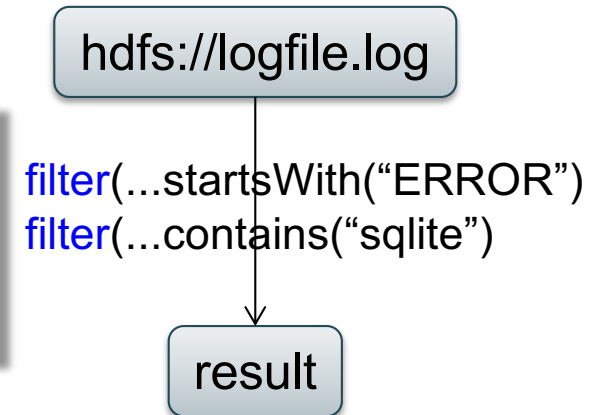 hdfs://logfile.log
filter(...startsWith(“ERROR”)
filter(...contains(“sqlite”)
result